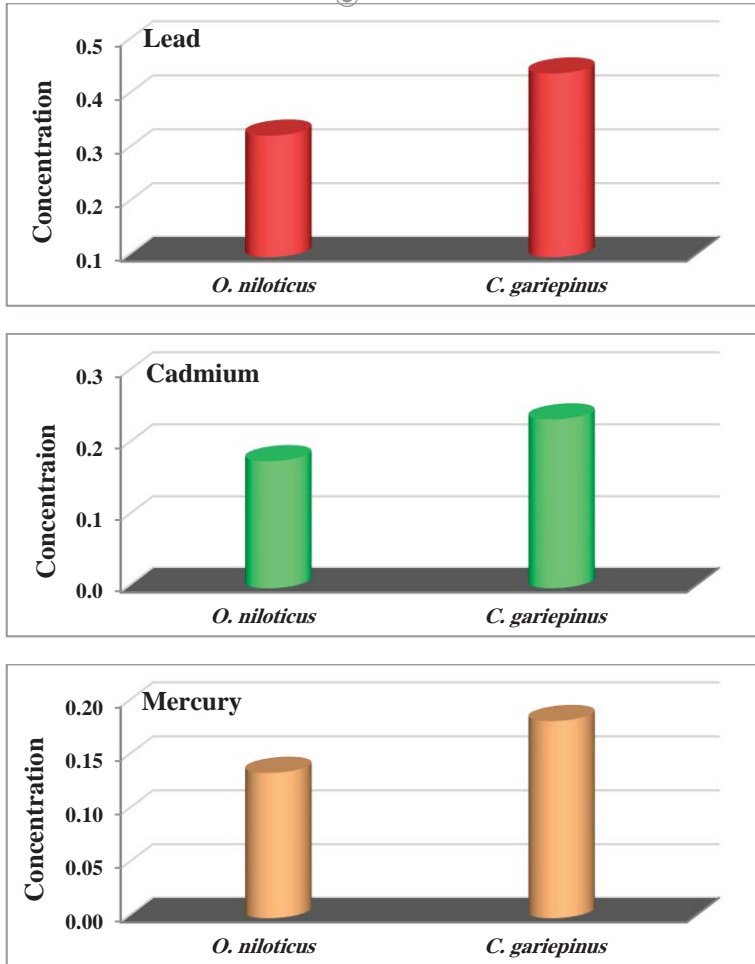 Lead
Concentration
0.5
0.4
0.3
0.2
0.1
O. niloticus C. gariepinus
Cadmium
Concentraion
0.3
0.2
0.1
0.0
O. niloticus C. gariepinus
Mercury
Concentration
0.20
0.15
0.10
0.05
0.00
O. niloticus C. gariepinus